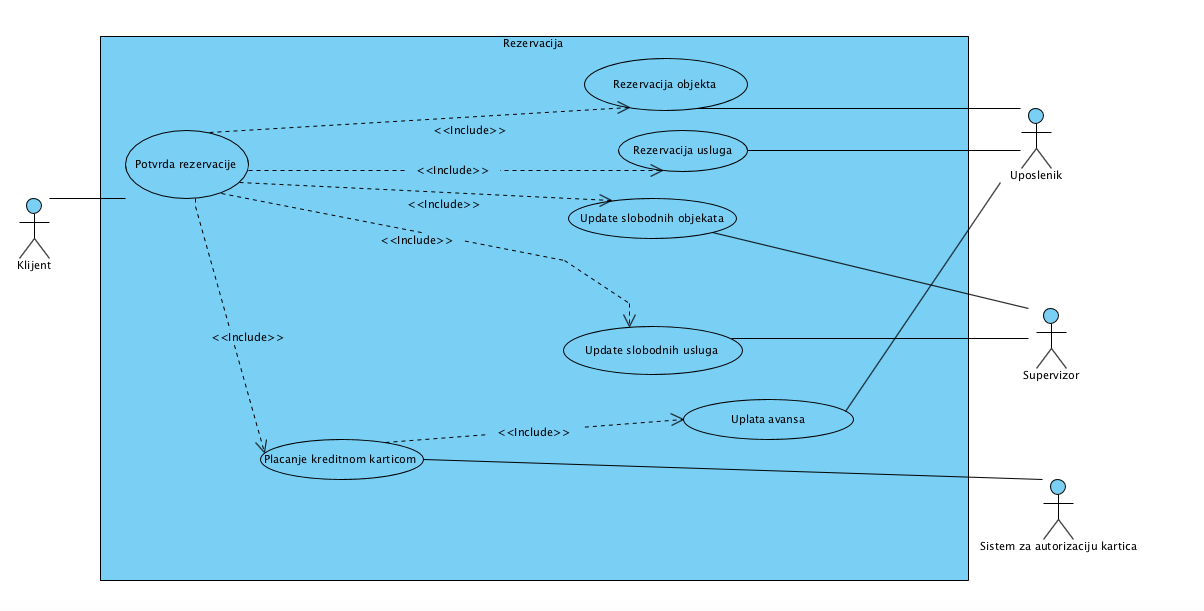 Rezervacija
Rezervacija objekta
<<Include>>
Rezervacija usluga
Potvrda rezervacije
<<Include>>
Uposlenik
<<Include>>
Update slobodnih objekata
<<Include>>
Klijent
<<Include>>
Update slobodnih usluga
Supervizor
Uplata avansa
<<Include>>
Placanje kreditnom karticom
Sistem za autorizaciju kartica